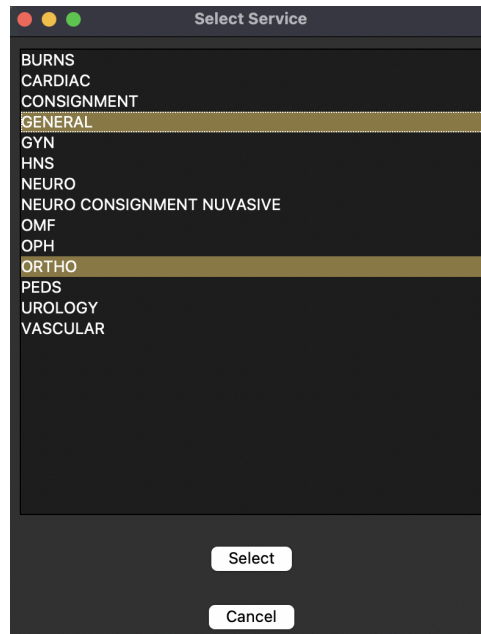 Select Service
BURNS
CARDIAC
CONSIGNMENT
GENERAL
GYN
HNS
NEURO
NEURO CONSIGNMENT NUVASIVE
OMF
OPH
ORTHO
PEDS
UROLOGY
VASCULAR
Select
Cancel